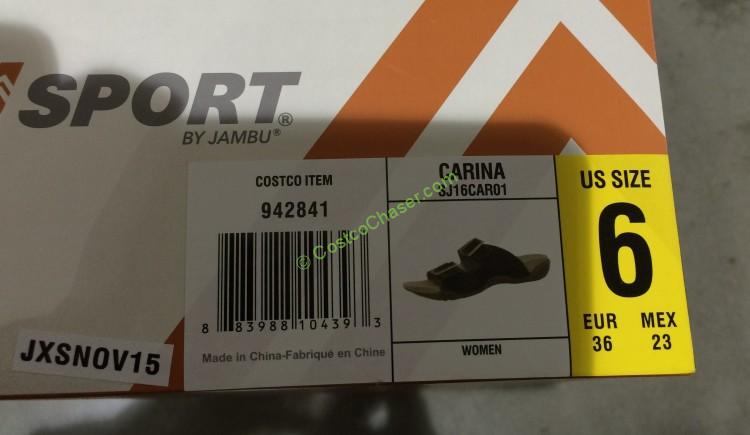 SPORT®
BY JAMBU®
COSTCO ITEM
942841
8 83988 10439 3
Made in China-Fabriqué en Chine
CARINA
SJ16CAR01
WOMEN
US SIZE
6
EUR MEX
36 23
JXSNOV15
© CostcoChaser.com